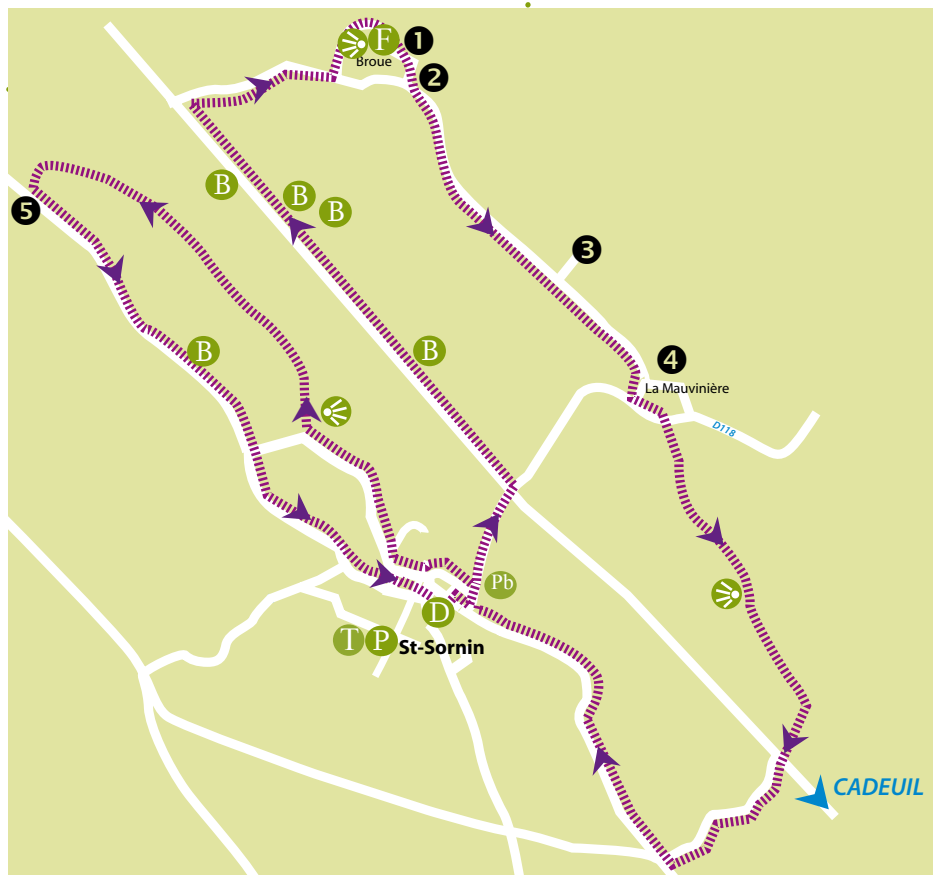 F
1
Broue
2
B
B
B
5
3
B
B
4
La Mauvinière
D118
Pb
D
T P St-Sornin
CADEUIL